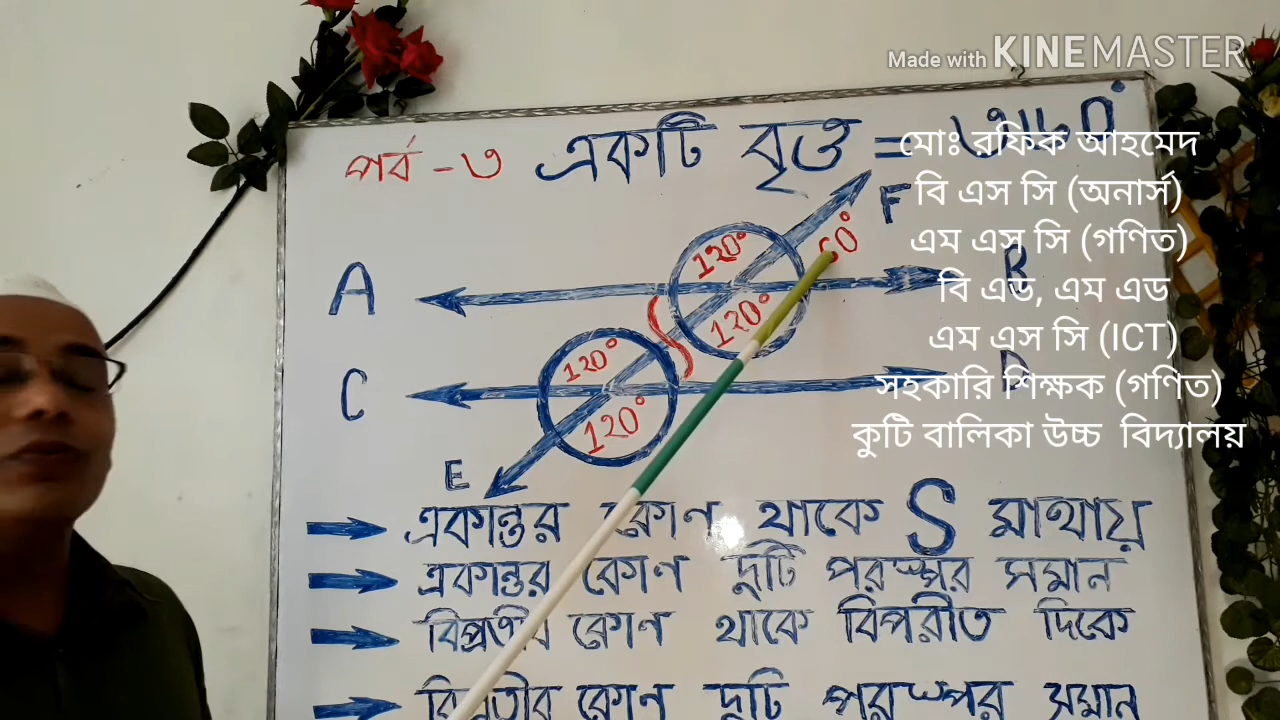 Made with KINEMASTER
পর্ব - ৩ একটি বৃত্ত = ৩৬0°
মোঃ রফিক আহমেদ
বি এস সি (অনার্স)
এম এস সি (গণিত)
বি এড, এম এড
এম এস সি (ICT)
সহকারি শিক্ষক (গণিত)
কুটি বালিকা উচ্চ বিদ্যালয়
F
120° 60°
A B
120°
120°
C D
120°
E
একান্তর কোণ থাকে S মাথায়
একান্তর কোণ দুটি পরস্পর সমান
বিপ্রতীব কোণ থাকে বিপরীত দিকে
বিপ্রতীব কোণ দুটি পরস্পর সমান